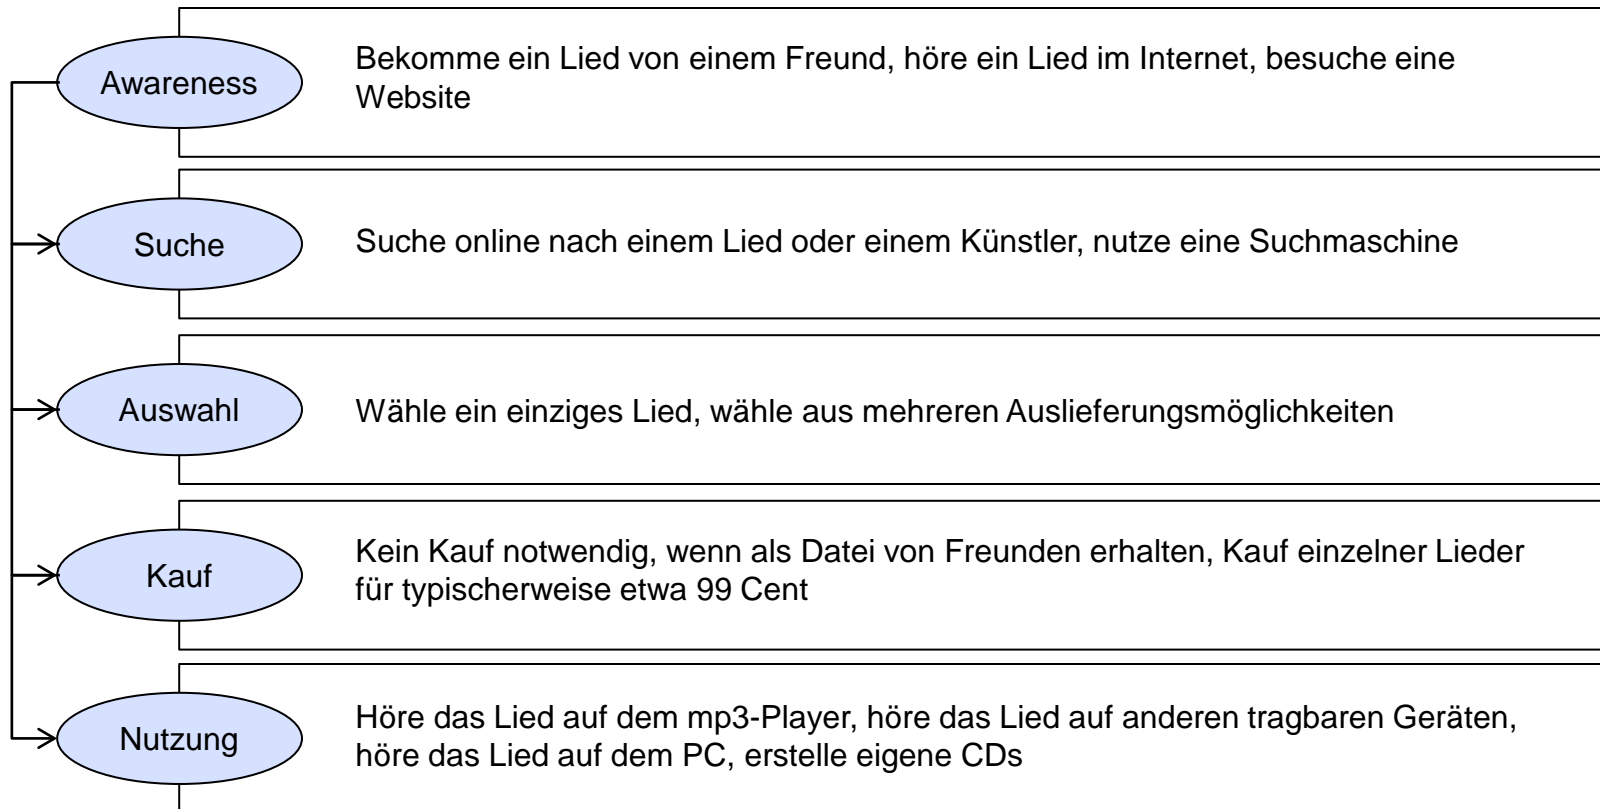 Awareness
Bekomme ein Lied von einem Freund, höre ein Lied im Internet, besuche eine
Website
Suche
Suche online nach einem Lied oder einem Künstler, nutze eine Suchmaschine
Auswahl
Wähle ein einziges Lied, wähle aus mehreren Auslieferungsmöglichkeiten
Kauf
Kein Kauf notwendig, wenn als Datei von Freunden erhalten, Kauf einzelner Lieder
für typischerweise etwa 99 Cent
Nutzung
Höre das Lied auf dem mp3-Player, höre das Lied auf anderen tragbaren Geräten,
höre das Lied auf dem PC, erstelle eigene CDs